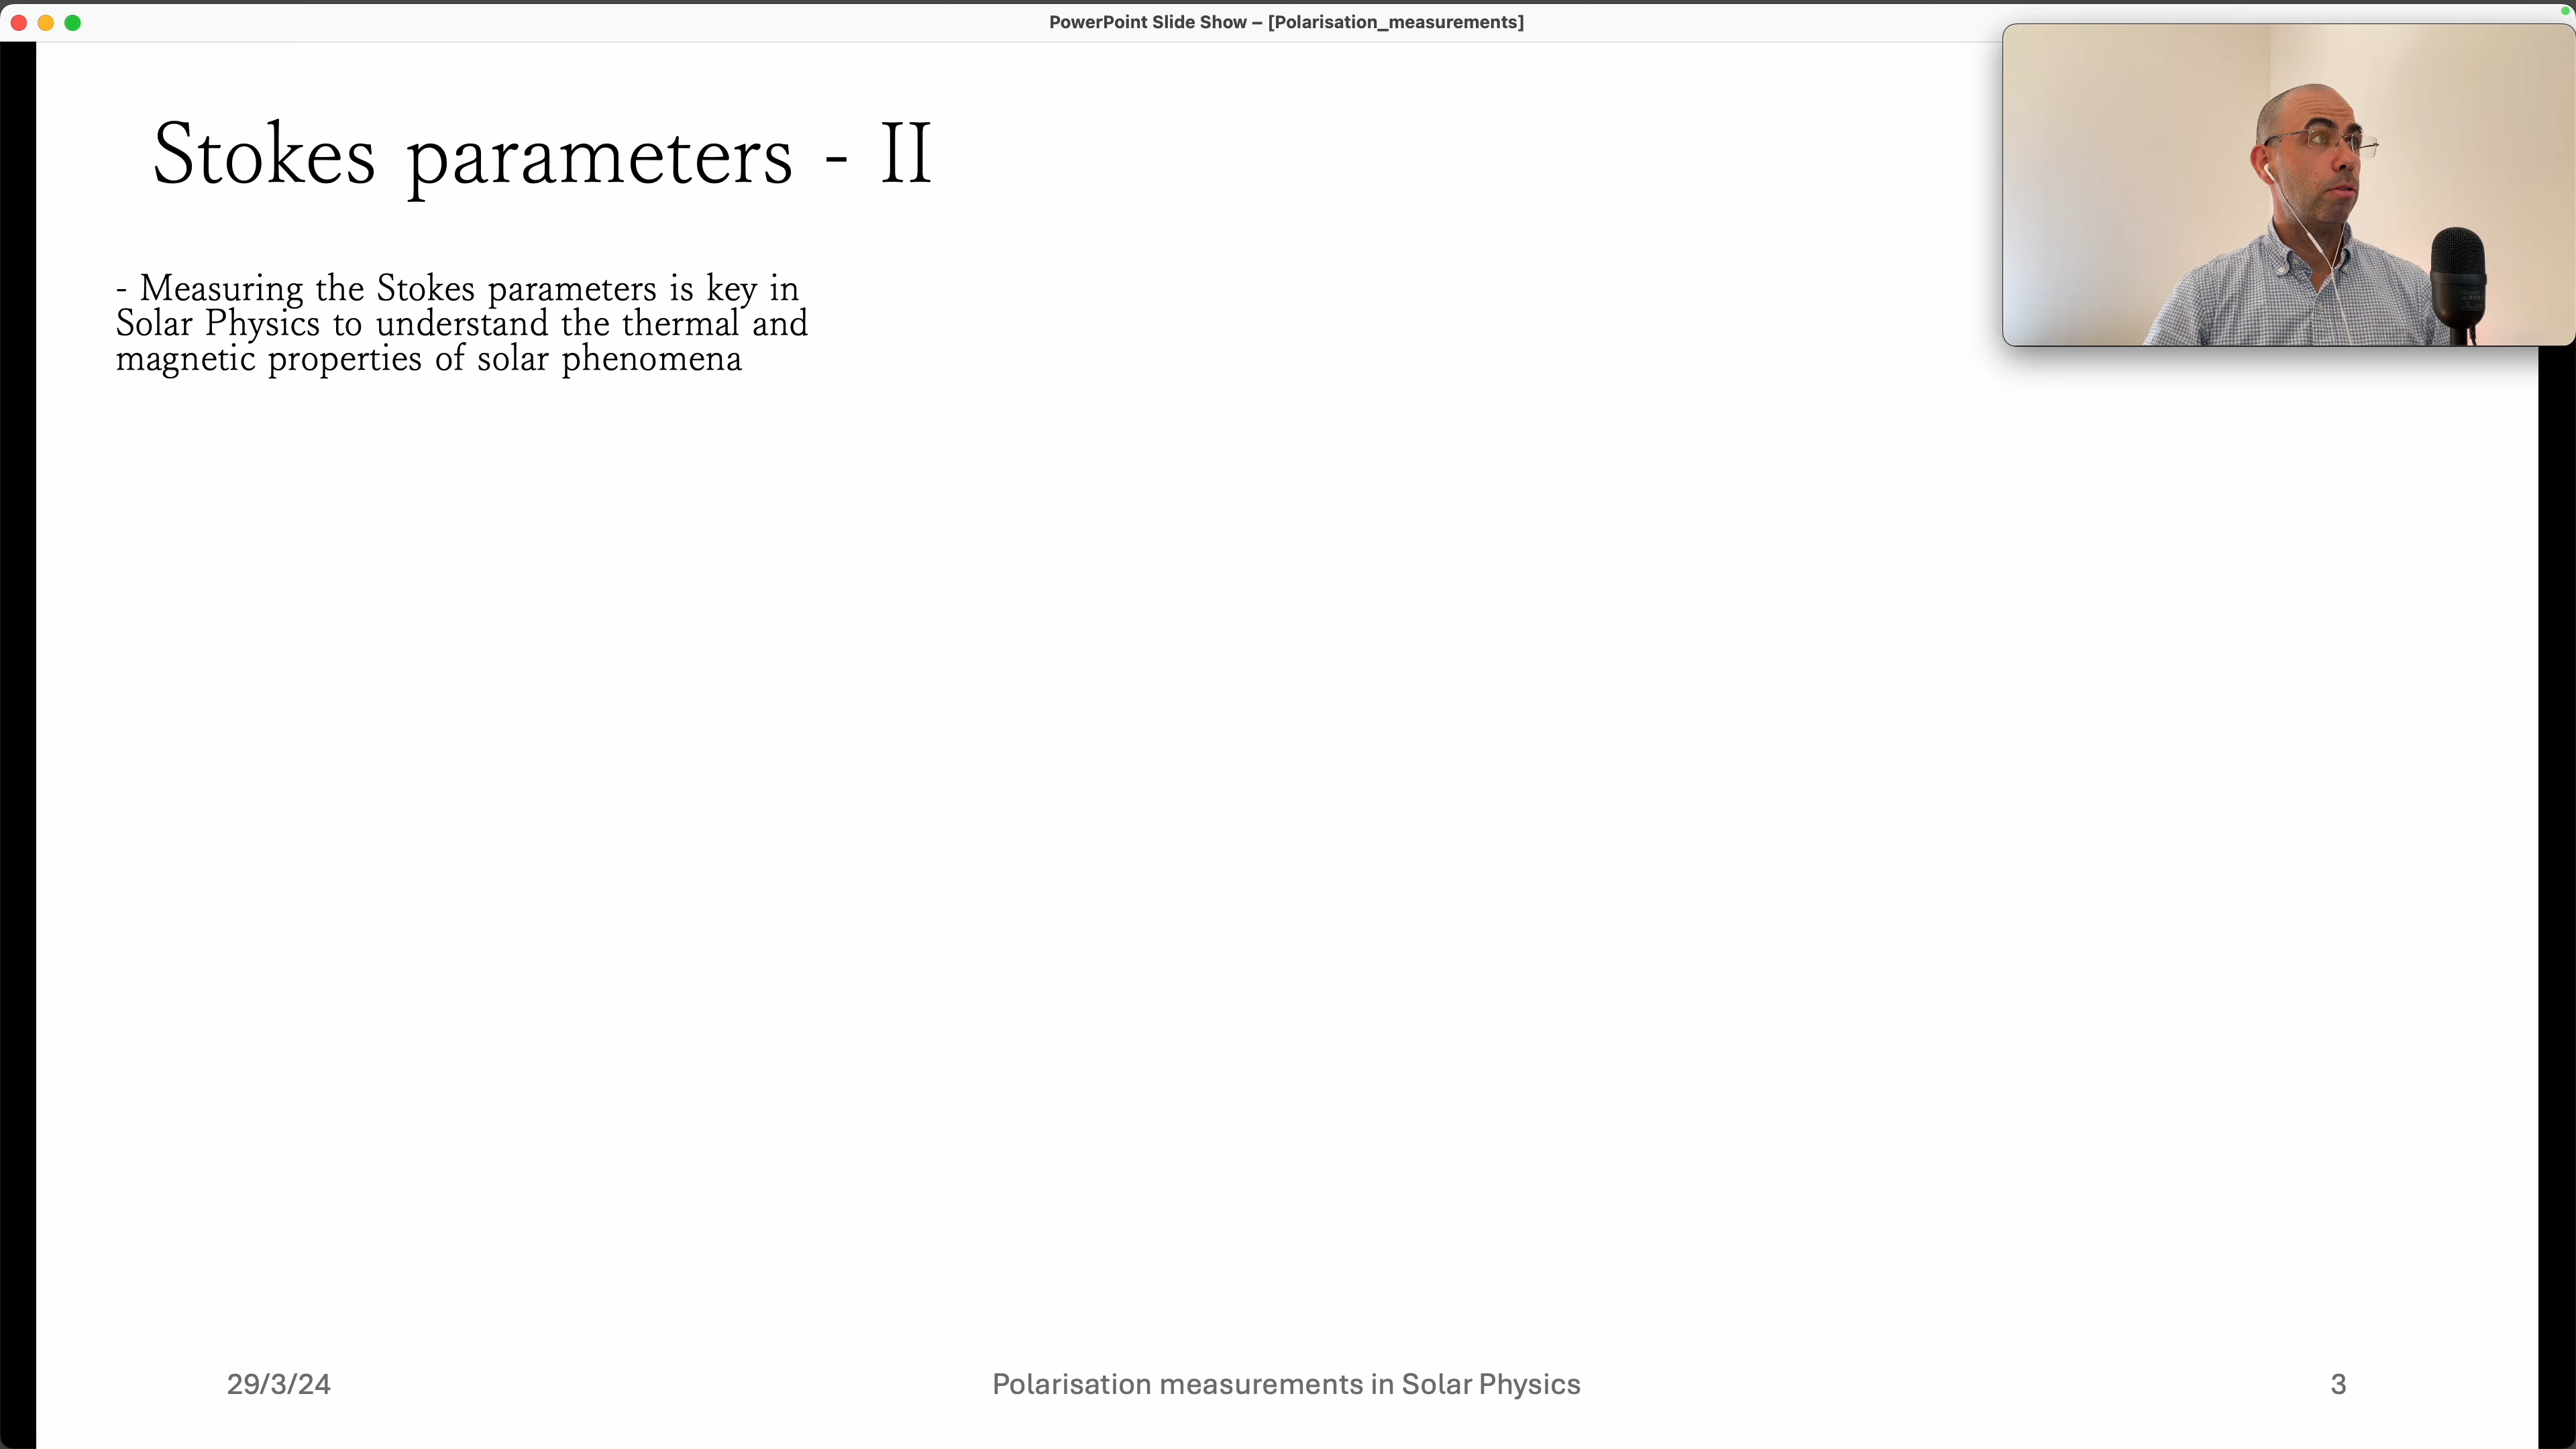 PowerPoint Slide Show – [Polarisation_measurements]
Stokes parameters - II
- Measuring the Stokes parameters is key in
Solar Physics to understand the thermal and
magnetic properties of solar phenomena
29/3/24
Polarisation measurements in Solar Physics
3